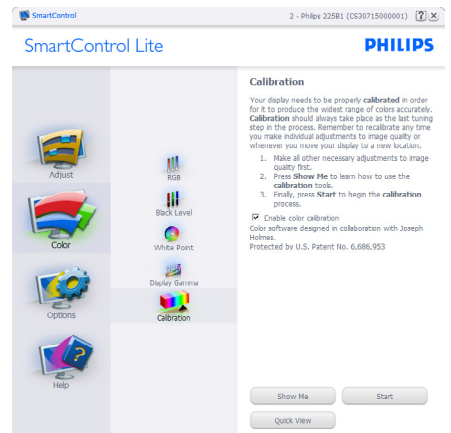 SmartControl
2 - Philips 225B1 (CS30715000001) ? X
SmartControl Lite
PHILIPS
Adjust
Color
Options
Help
RGB
Black Level
White Point
Display Gamma
Calibration
Calibration
Your display needs to be properly calibrated in order
for it to produce the widest range of colors accurately.
Calibration should always take place as the last tuning
step in the process. Remember to recalibrate any time
you make individual adjustments to image quality or
whenever you move your display to a new location.
1. Make all other necessary adjustments to image
quality first.
2. Press Show Me to learn how to use the
calibration tools.
3. Finally, press Start to begin the calibration
process.
Enable color calibration
Color software designed in collaboration with Joseph
Holmes.
Protected by U.S. Patent No. 6,686,953
Show Me
Start
Quick View